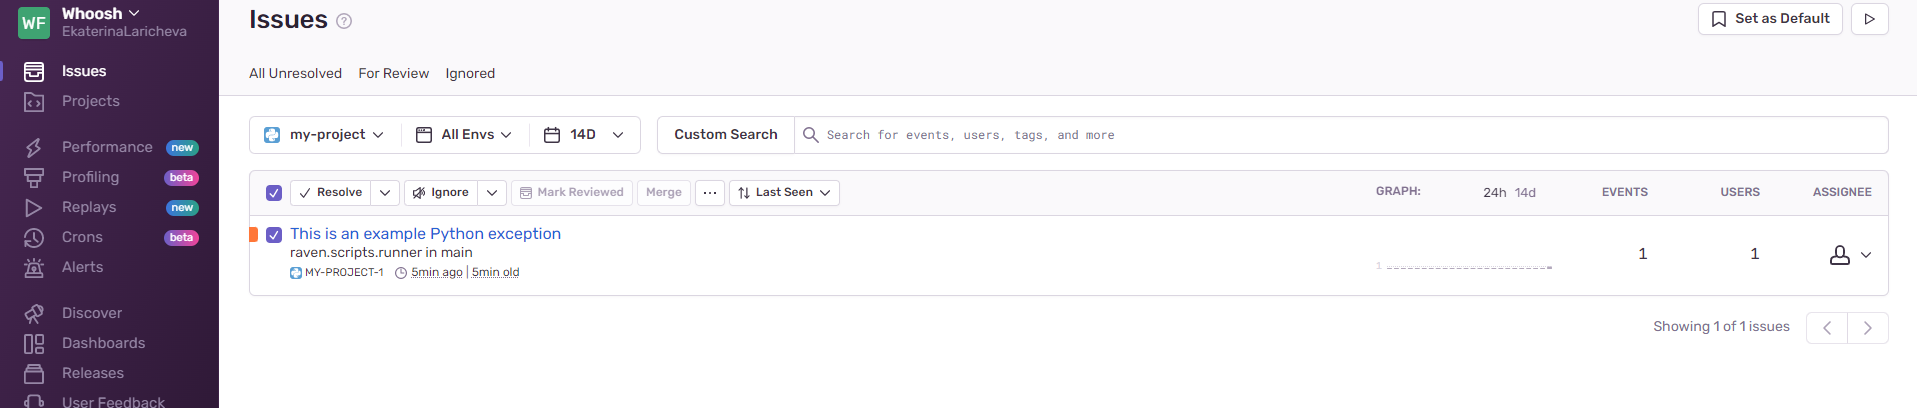 WF
Whoosh
EkaterinaLaricheva
Issues
Projects
Performance new
Profiling beta
Replays new
Crons beta
Alerts
Discover
Dashboards
Releases
User Feedback
Issues ?
Set as Default
All Unresolved For Review Ignored
my-project All Envs 14D Custom Search Search for events, users, tags, and more
Resolve Ignore Mark Reviewed Merge ... Last Seen GRAPH: 24h 14d EVENTS USERS ASSIGNEE
This is an example Python exception
raven.scripts.runner in main
MY-PROJECT-1 5min ago | 5min old
1 1 1
Showing 1 of 1 issues